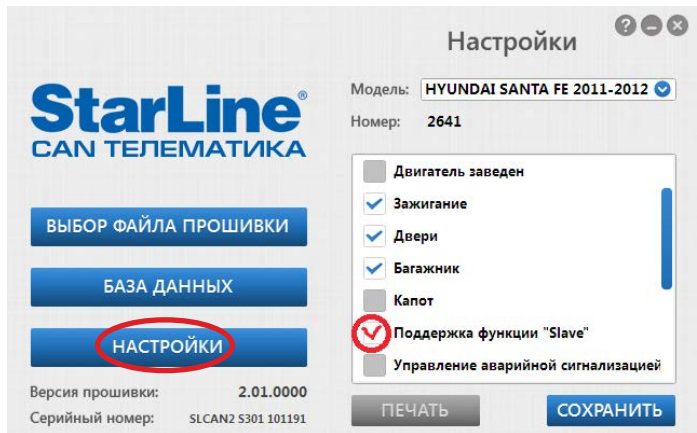 StarLine®
CAN ТЕЛЕМАТИКА
ВЫБОР ФАЙЛА ПРОШИВКИ
БАЗА ДАННЫХ
НАСТРОЙКИ
Версия прошивки: 2.01.0000
Серийный номер: SLCAN2 S301 101191
?
Настройки
Модель: HYUNDAI SANTA FE 2011-2012
Номер: 2641
Двигатель заведен
Зажигание
Двери
Багажник
Капот
Поддержка функции "Slave"
Управление аварийной сигнализацией
ПЕЧАТЬ
СОХРАНИТЬ